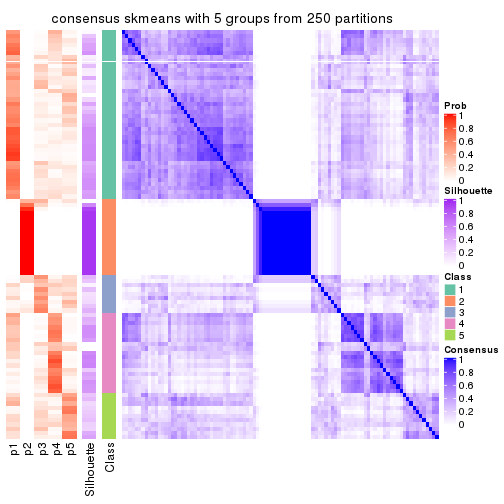 consensus skmeans with 5 groups from 250 partitions
Prob
1
0.8
0.6
0.4
0.2
0
Silhouette
1
0.8
0.6
0.4
0.2
0
Class
1
2
3
4
5
Consensus
1
0.8
0.6
0.4
0.2
0
p1
p2
p3
p4
p5
Silhouette
Class